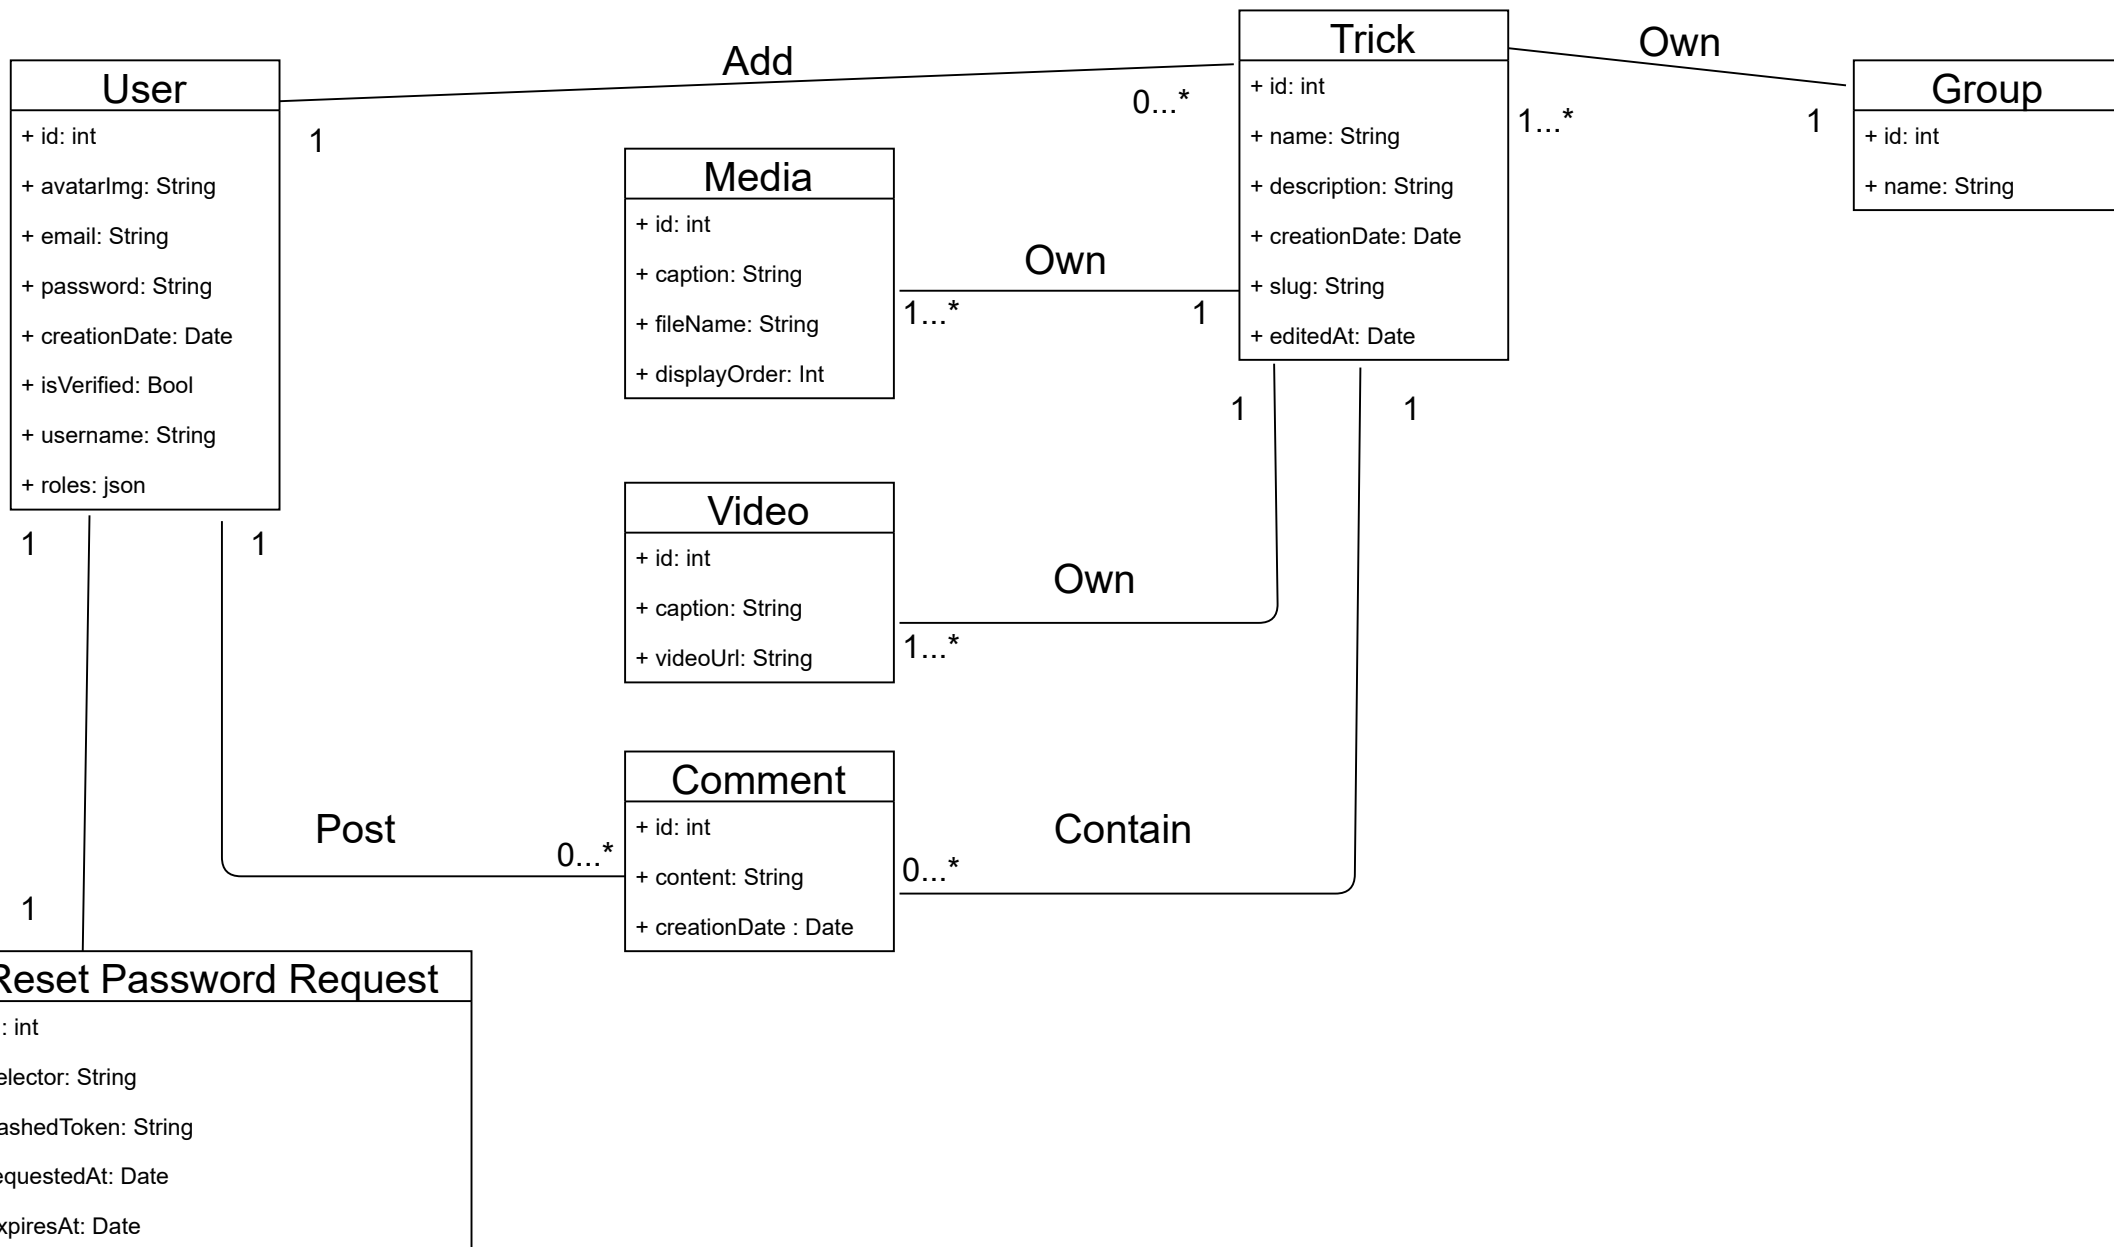 User
+ id: int
+ avatarImg: String
+ email: String
+ password: String
+ creationDate: Date
+ isVerified: Bool
+ username: String
+ roles: json
1
Add
0...*
Trick
+ id: int
+ name: String
+ description: String
+ creationDate: Date
+ slug: String
+ editedAt: Date
Own
1...*
1
Group
+ id: int
+ name: String
Media
+ id: int
+ caption: String
+ fileName: String
+ displayOrder: Int
Own
1...*
1
1
1
Video
+ id: int
+ caption: String
+ videoUrl: String
Own
1...*
1
1
Comment
+ id: int
+ content: String
+ creationDate : Date
Post
0...*
Contain
0...*
1
Reset Password Request
: int
elector: String
ashedToken: String
equestedAt: Date
xpiresAt: Date